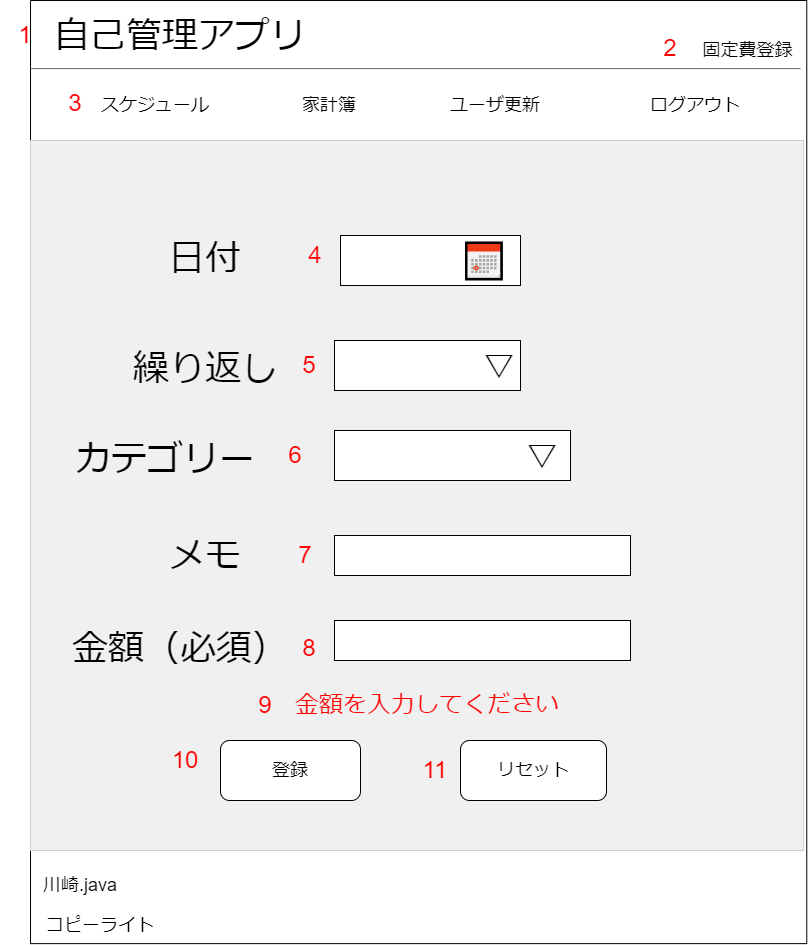 1 自己管理アプリ
2 固定費登録
3 スケジュール 家計簿 ユーザ更新 ログアウト
日付 4
繰り返し 5
カテゴリー 6
メモ 7
金額（必須） 8
9 金額を入力してください
10 登録 11 リセット
川崎.java
コピーライト